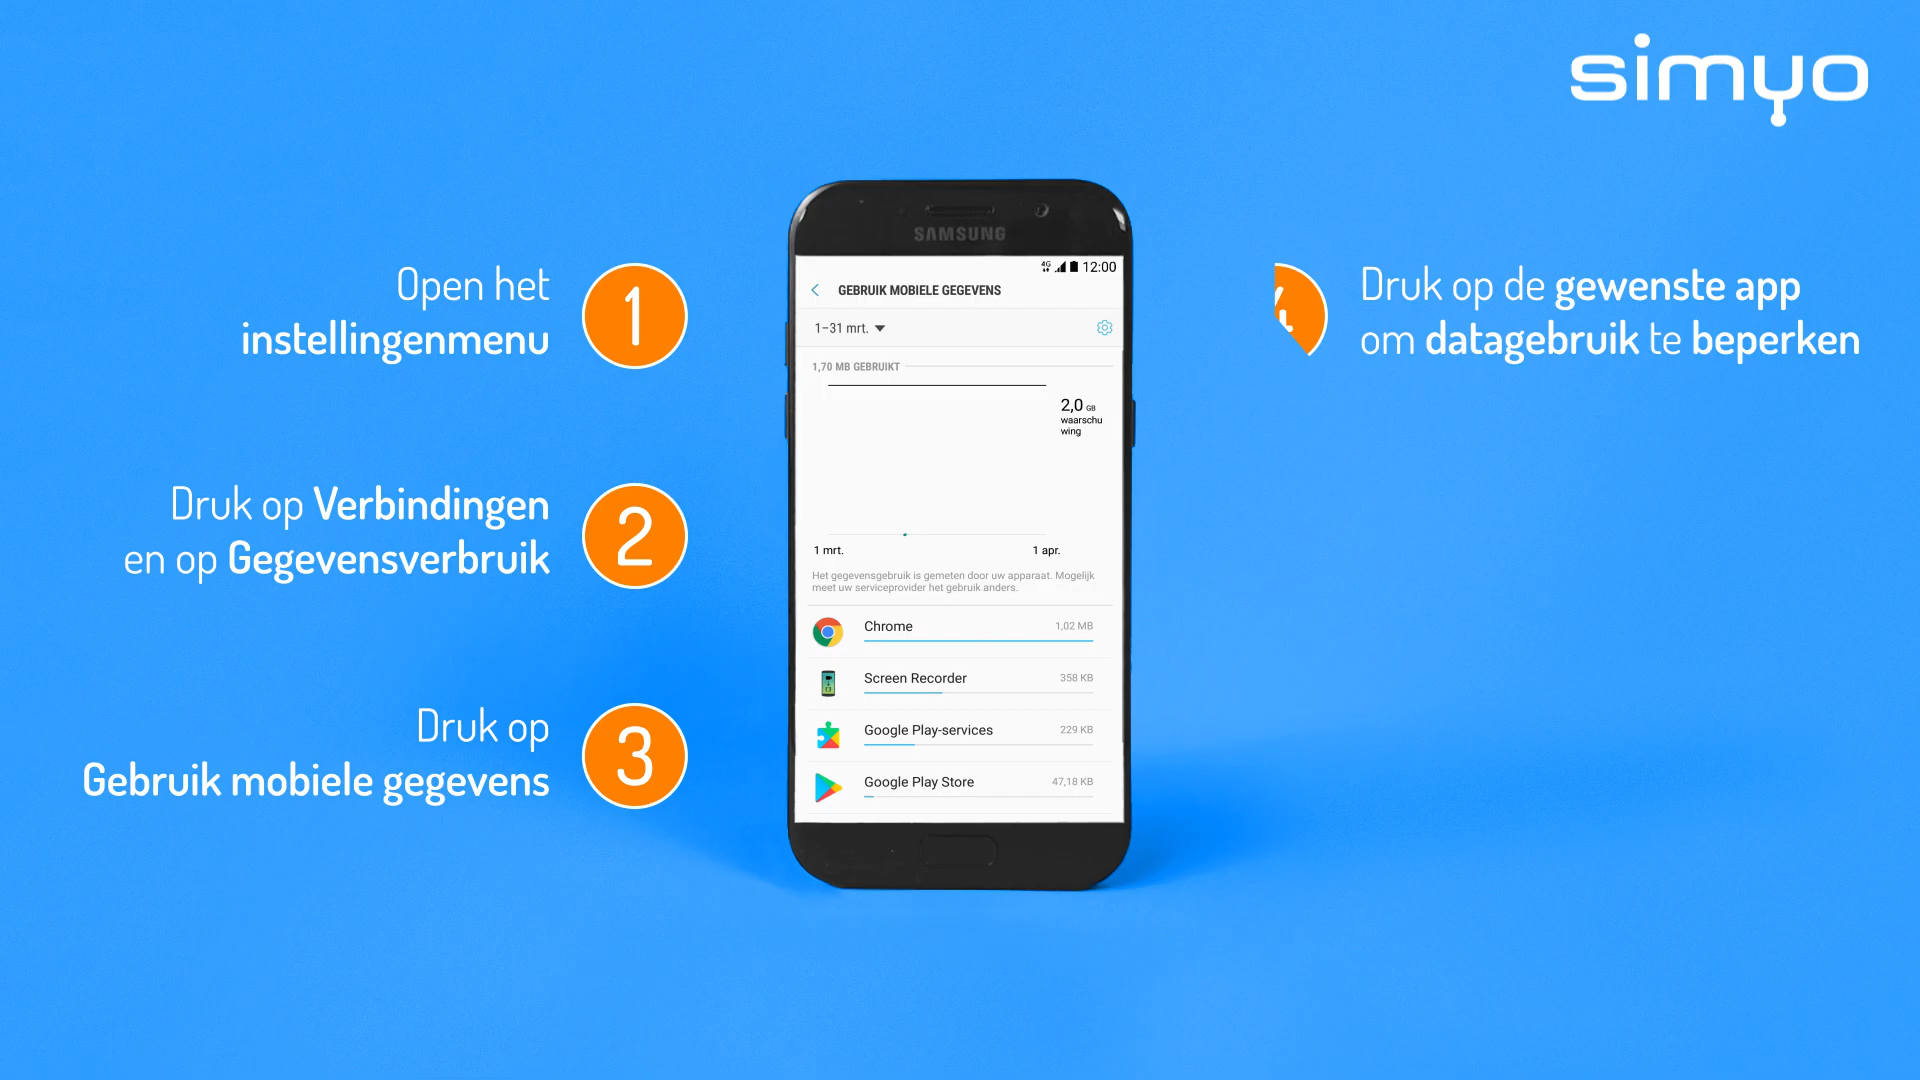 simyo
Open het
instellingenmenu
1
Druk op Verbindingen
en op Gegevensverbruik
2
Druk op
Gebruik mobiele gegevens
3
SAMSUNG
4G 12:00
GEBRUIK MOBIELE GEGEVENS
1–31 mrt.
1,70 MB GEBRUIKT
2,0 GB
waarschu
wing
1 mrt. 1 apr.
Het gegevensgebruik is gemeten door uw apparaat. Mogelijk
meet uw serviceprovider het gebruik anders.
Chrome 1,02 MB
Screen Recorder 358 KB
Google Play-services 229 KB
Google Play Store 47,18 KB
4
Druk op de gewenste app
om datagebruik te beperken